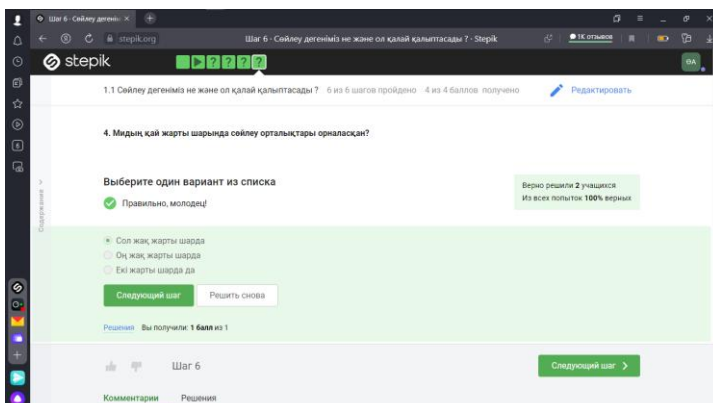 Шаг 6 - Сөйлеу дегеніміз
stepik.org
Шаг 6 - Сөйлеу дегеніміз не және ол қалай қалыптасады ? - Stepik
1К отзывов
stepik
1.1 Сөйлеу дегеніміз не және ол қалай қалыптасады ? 6 из 6 шагов пройдено 4 из 4 баллов получено
Редактировать
4. Мидың қай жарты шарында сөйлеу орталықтары орналасқан?
Содержание
Выберите один вариант из списка
Правильно, молодец!
Верно решили 2 учащихся
Из всех попыток 100% верных
Сол жақ жарты шарда
Оң жақ жарты шарда
Екі жарты шарда да
Следующий шаг
Решить снова
Решения Вы получили: 1 балл из 1
Шаг 6
Следующий шаг
Комментарии Решения